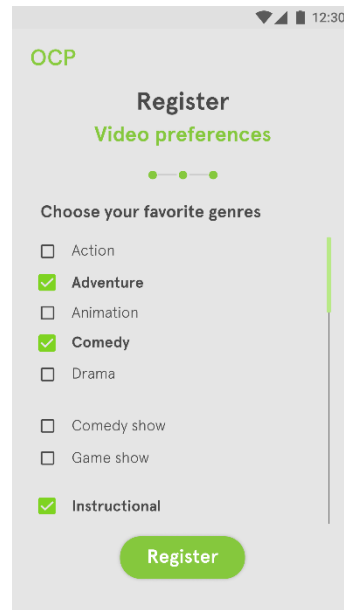 12:30
OCP
Register
Video preferences
Choose your favorite genres
Action
Adventure
Animation
Comedy
Drama
Comedy show
Game show
Instructional
Register